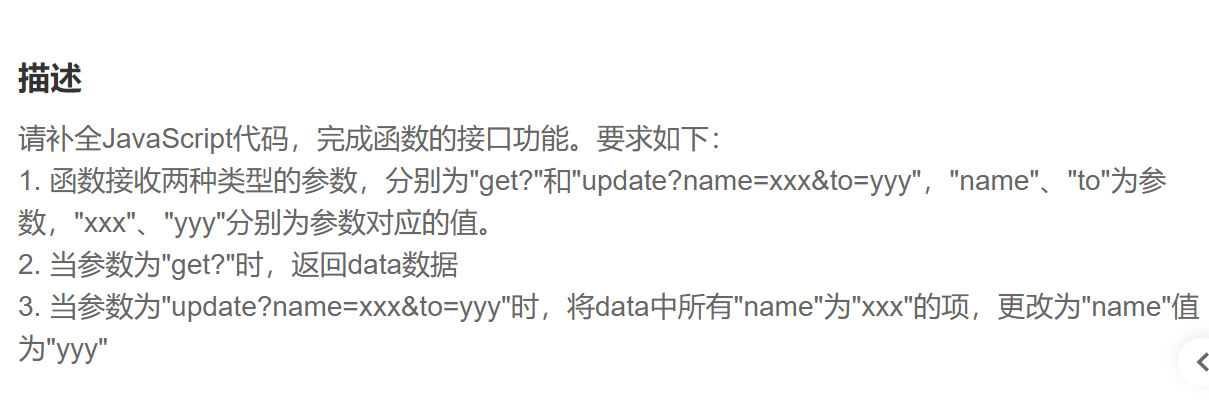 描述
请补全JavaScript代码，完成函数的接口功能。要求如下：
1. 函数接收两种类型的参数，分别为"get?"和"update?name=xxx&to=yyy"，"name"、"to"为参
数，"xxx"、"yyy"分别为参数对应的值。
2. 当参数为"get?"时，返回data数据
3. 当参数为"update?name=xxx&to=yyy"时，将data中所有"name"为"xxx"的项，更改为"name"值
为"yyy"